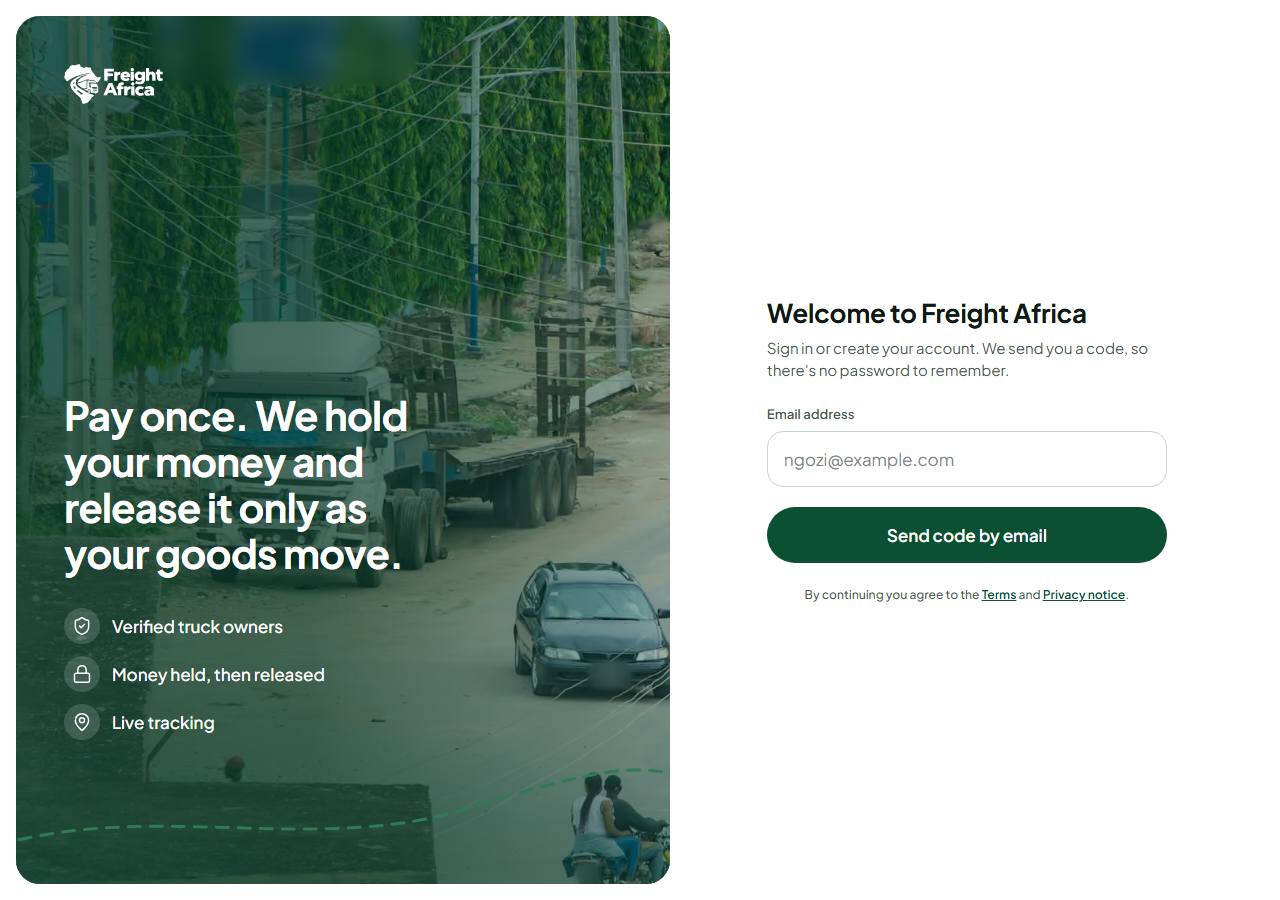 Freight
Africa
Pay once. We hold
your money and
release it only as
your goods move.
Verified truck owners
Money held, then released
Live tracking
Welcome to Freight Africa
Sign in or create your account. We send you a code, so
there's no password to remember.
Email address
ngozi@example.com
Send code by email
By continuing you agree to the Terms and Privacy notice.